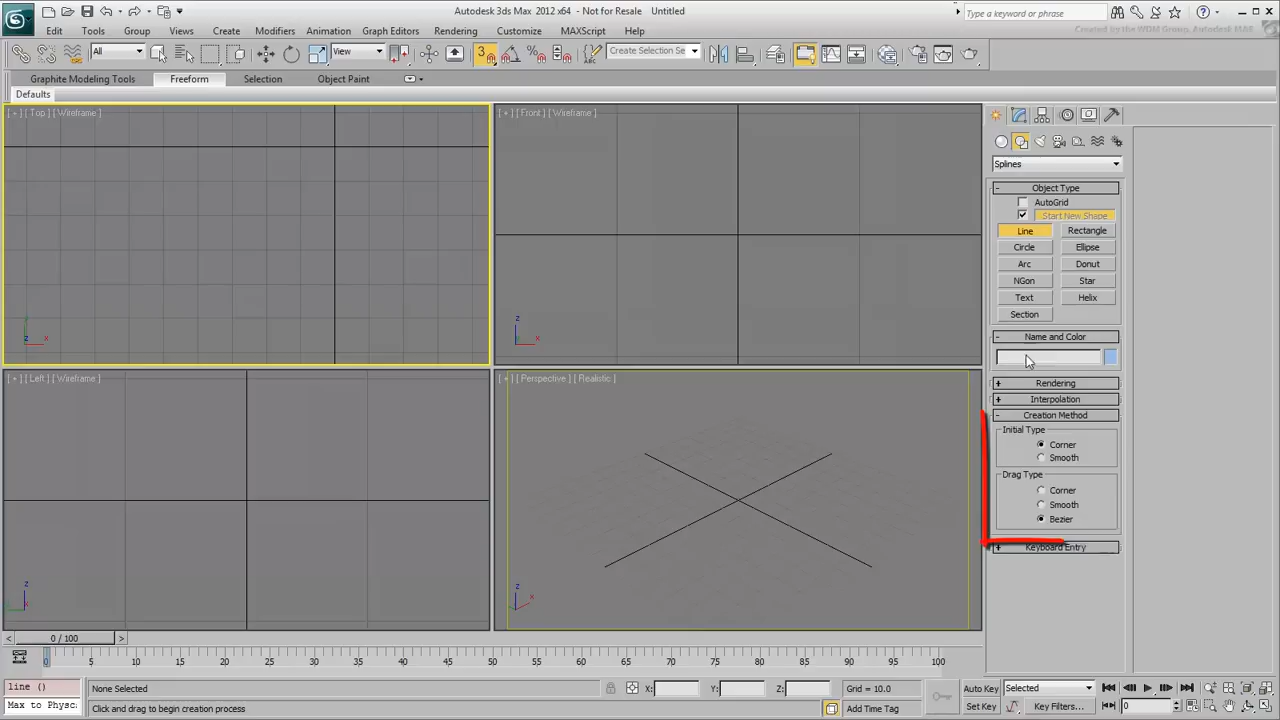 Autodesk 3ds Max 2012 x64 - Not for Resale Untitled
Type a keyword or phrase
Edit Tools Group Views Create Modifiers Animation Graph Editors Rendering Customize MAXScript Help
All
View
3
Create Selection Se
Graphite Modeling Tools Freeform Selection Object Paint
Defaults
[ + ] [ Top ] [ Wireframe ]
[ + ] [ Front ] [ Wireframe ]
Splines
- Object Type
AutoGrid
Start New Shape
Line Rectangle
Circle Ellipse
Arc Donut
NGon Star
Text Helix
Section
- Name and Color
+ Rendering
+ Interpolation
- Creation Method
Initial Type
Corner
Smooth
Drag Type
Corner
Smooth
Bezier
+ Keyboard Entry
z
x
z
x
[ + ] [ Left ] [ Wireframe ]
[ + ] [ Perspective ] [ Realistic ]
z
z
x
< 0 / 100 >
0 5 10 15 20 25 30 35 40 45 50 55 60 65 70 75 80 85 90 95 100
line ()
None Selected
X: Y: Z:
Grid = 10.0
Auto Key
Selected
Max to Physc
Click and drag to begin creation process
Add Time Tag
Set Key
Key Filters...
0